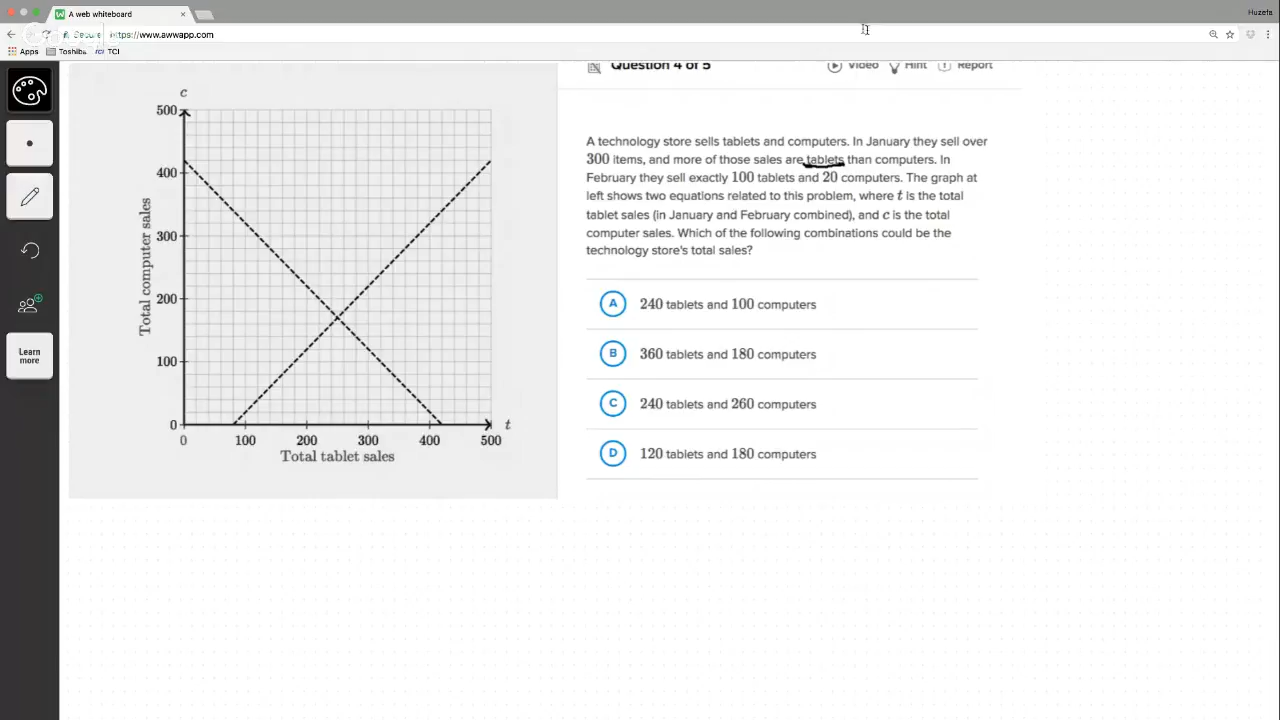 A web whiteboard
Huzefa
Secure https://www.awwapp.com
Apps Toshiba TCI
Question 4 of 5 Video Hint Report
c
500
400
300
200
100
0
0 100 200 300 400 500 t
Total computer sales
Total tablet sales
Learn
more
A technology store sells tablets and computers. In January they sell over
300 items, and more of those sales are tablets than computers. In
February they sell exactly 100 tablets and 20 computers. The graph at
left shows two equations related to this problem, where t is the total
tablet sales (in January and February combined), and c is the total
computer sales. Which of the following combinations could be the
technology store's total sales?
A 240 tablets and 100 computers
B 360 tablets and 180 computers
C 240 tablets and 260 computers
D 120 tablets and 180 computers